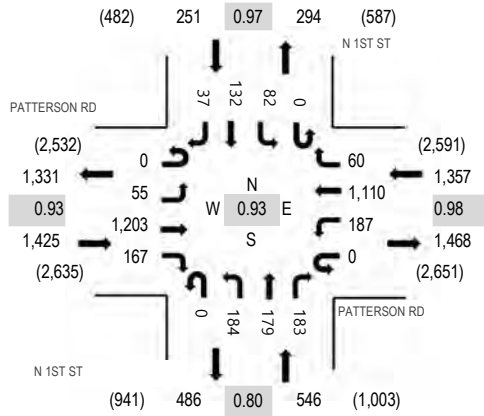 (482) 251 0.97 294 (587)
N 1ST ST
37 132 82 0
PATTERSON RD
(2,532) (2,591)
0 60
1,331 1,357
55 N 1,110
0.93 W 0.93 E 0.98
1,203 S 187
1,425 1,468
167 0
(2,635) (2,651)
0 184 179 183
PATTERSON RD
N 1ST ST
(941) 486 0.80 546 (1,003)